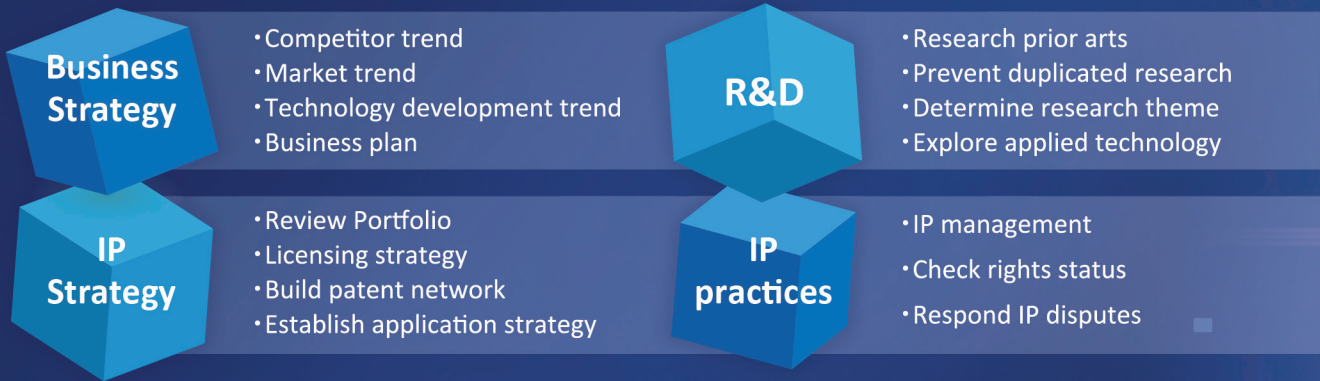 Business
Strategy
・Competitor trend
・Market trend
・Technology development trend
・Business plan
R&D
・Research prior arts
・Prevent duplicated research
・Determine research theme
・Explore applied technology
IP
Strategy
・Review Portfolio
・Licensing strategy
・Build patent network
・Establish application strategy
IP
practices
・IP management
・Check rights status
・Respond IP disputes